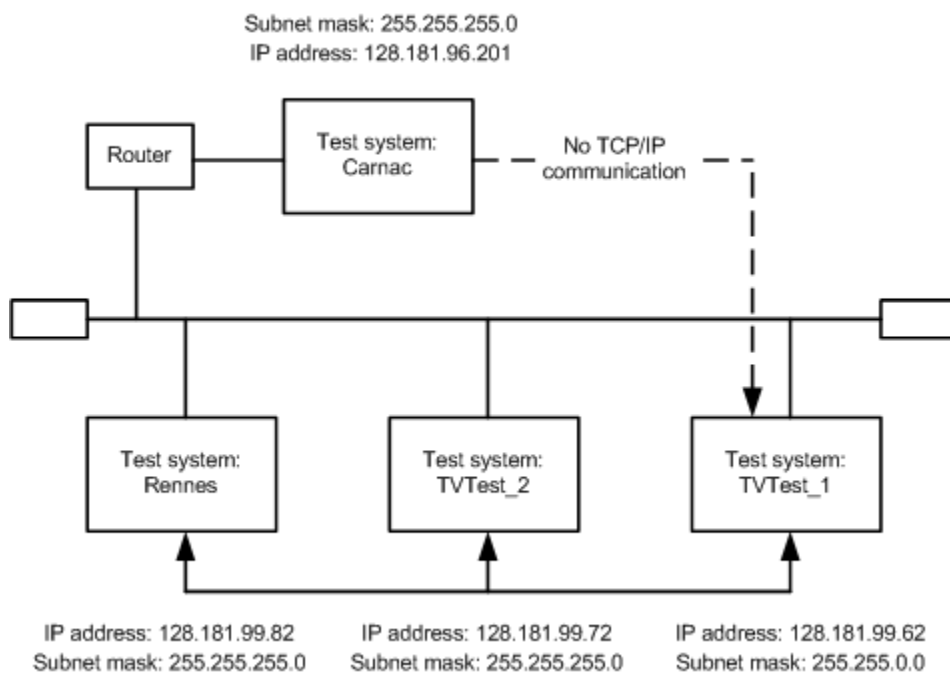 Subnet mask: 255.255.255.0
IP address: 128.181.96.201
Router
Test system:
Carnac
No TCP/IP
communication
Test system:
Rennes
Test system:
TVTest_2
Test system:
TVTest_1
IP address: 128.181.99.82
Subnet mask: 255.255.255.0
IP address: 128.181.99.72
Subnet mask: 255.255.255.0
IP address: 128.181.99.62
Subnet mask: 255.255.0.0